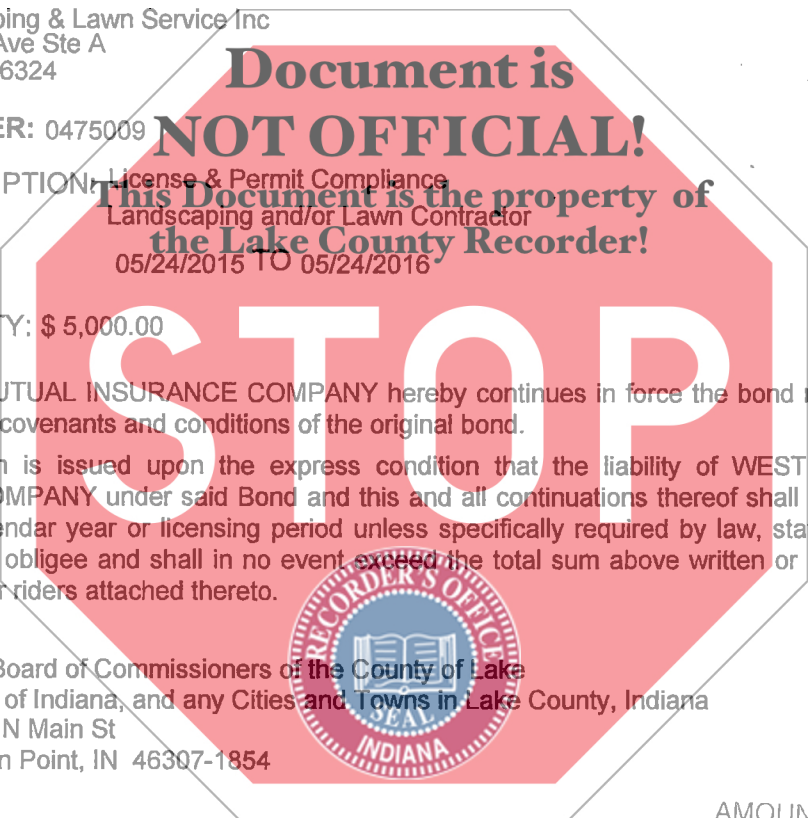 ping & Lawn Service Inc
Ave Ste A
6324
Document is
ER: 0475009
NOT OFFICIAL!
PTION: License & Permit Compliance
This Document is the property of
Landscaping and/or Lawn Contractor
the Lake County Recorder!
05/24/2015 TO 05/24/2016
TY: $ 5,000.00
STOP
UTUAL INSURANCE COMPANY hereby continues in force the bond
covenants and conditions of the original bond.
n is issued upon the express condition that the liability of WEST
OMPANY under said Bond and this and all continuations thereof shall
endar year or licensing period unless specifically required by law, sta
obligee and shall in no event exceed the total sum above written or
r riders attached thereto.
RECORDER'S OFFICE
SEAL
INDIANA
Board of Commissioners of the County of Lake
of Indiana, and any Cities and Towns in Lake County, Indiana
N Main St
n Point, IN 46307-1854
AMOUN